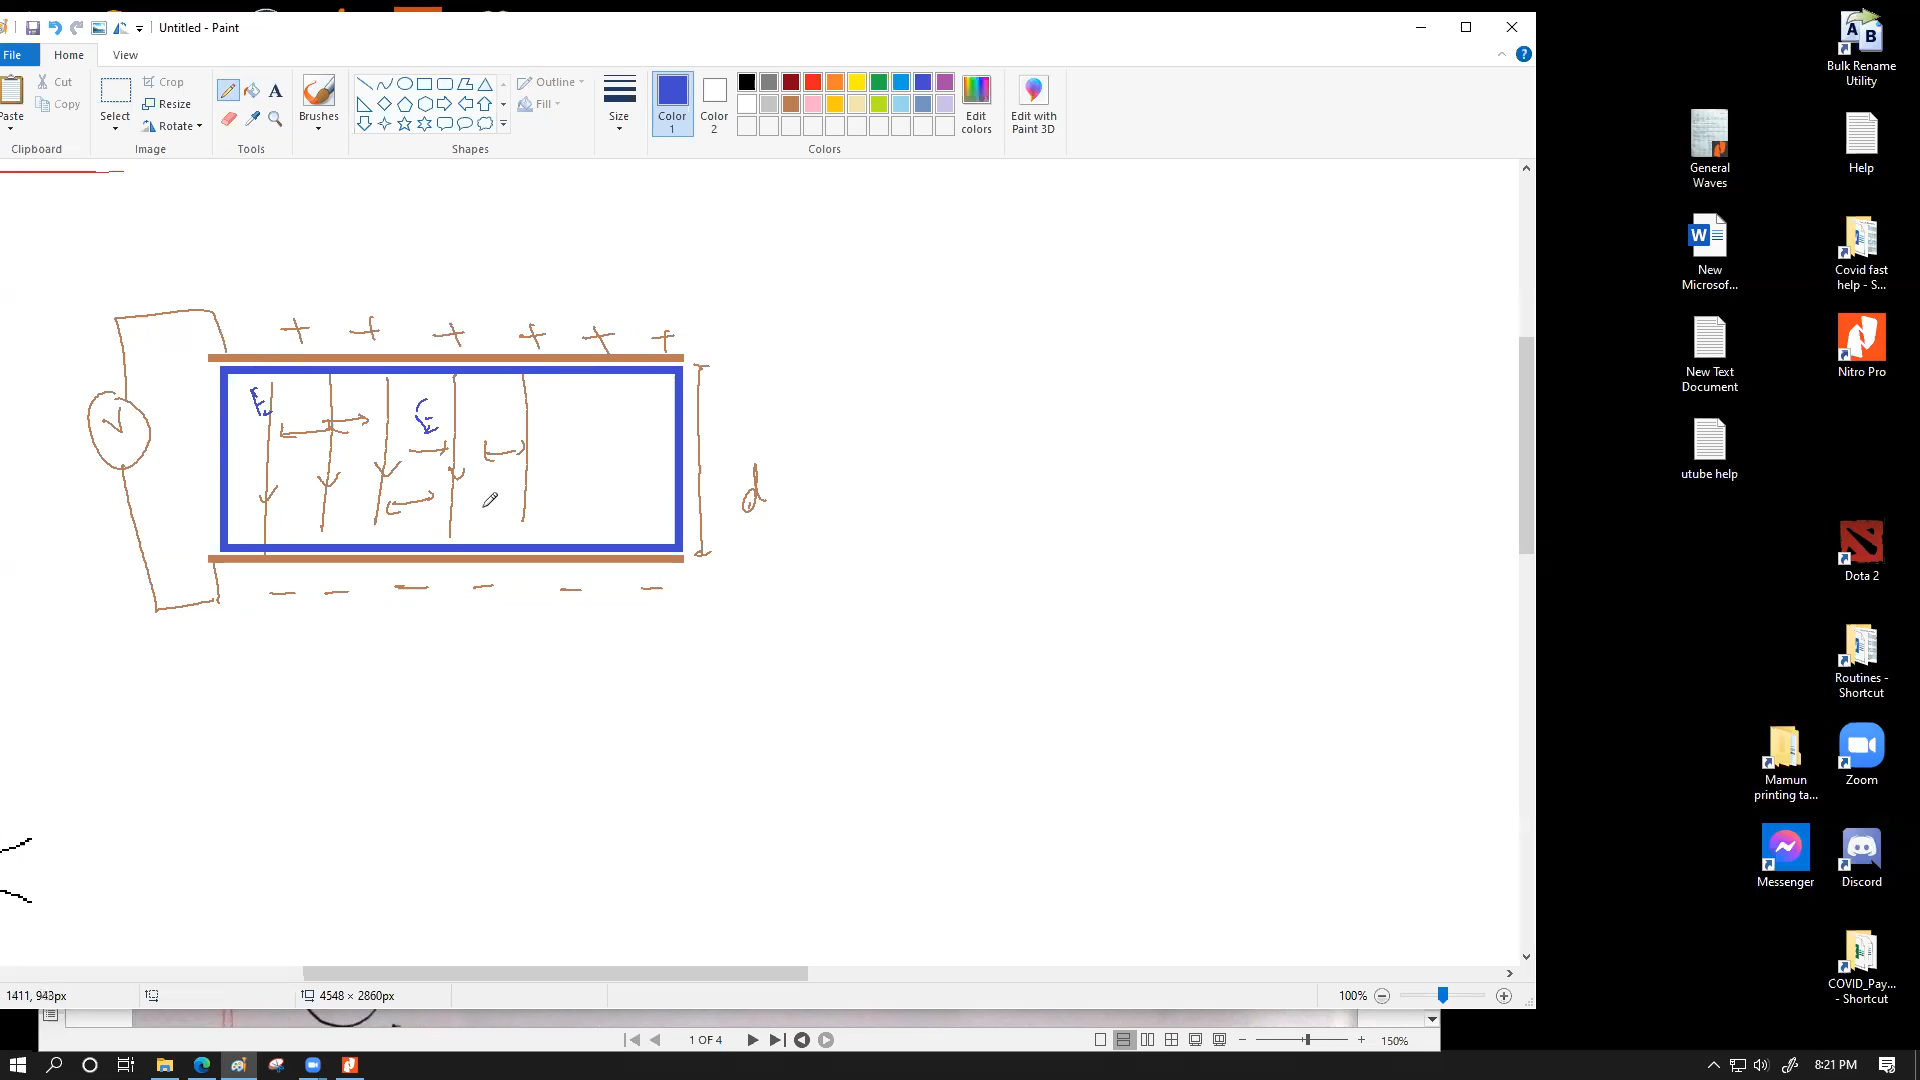 Untitled - Paint
File Home View
Cut
Copy
Paste
Clipboard
Select
Crop
Resize
Rotate
Image
A
Tools
Brushes
Shapes
Outline
Fill
Size
Color 1
Color 2
Colors
Edit colors
Edit with Paint 3D
+ + + + + +
E
E
V
d
- - - - - -
1411, 943px
4548 × 2860px
100%
1 OF 4
150%
8:21 PM
Bulk Rename Utility
General Waves
Help
W
New Microsof...
Covid fast help - S...
New Text Document
Nitro Pro
utube help
Dota 2
Routines - Shortcut
Mamun printing ta...
Zoom
Messenger
Discord
COVID_Pay... - Shortcut